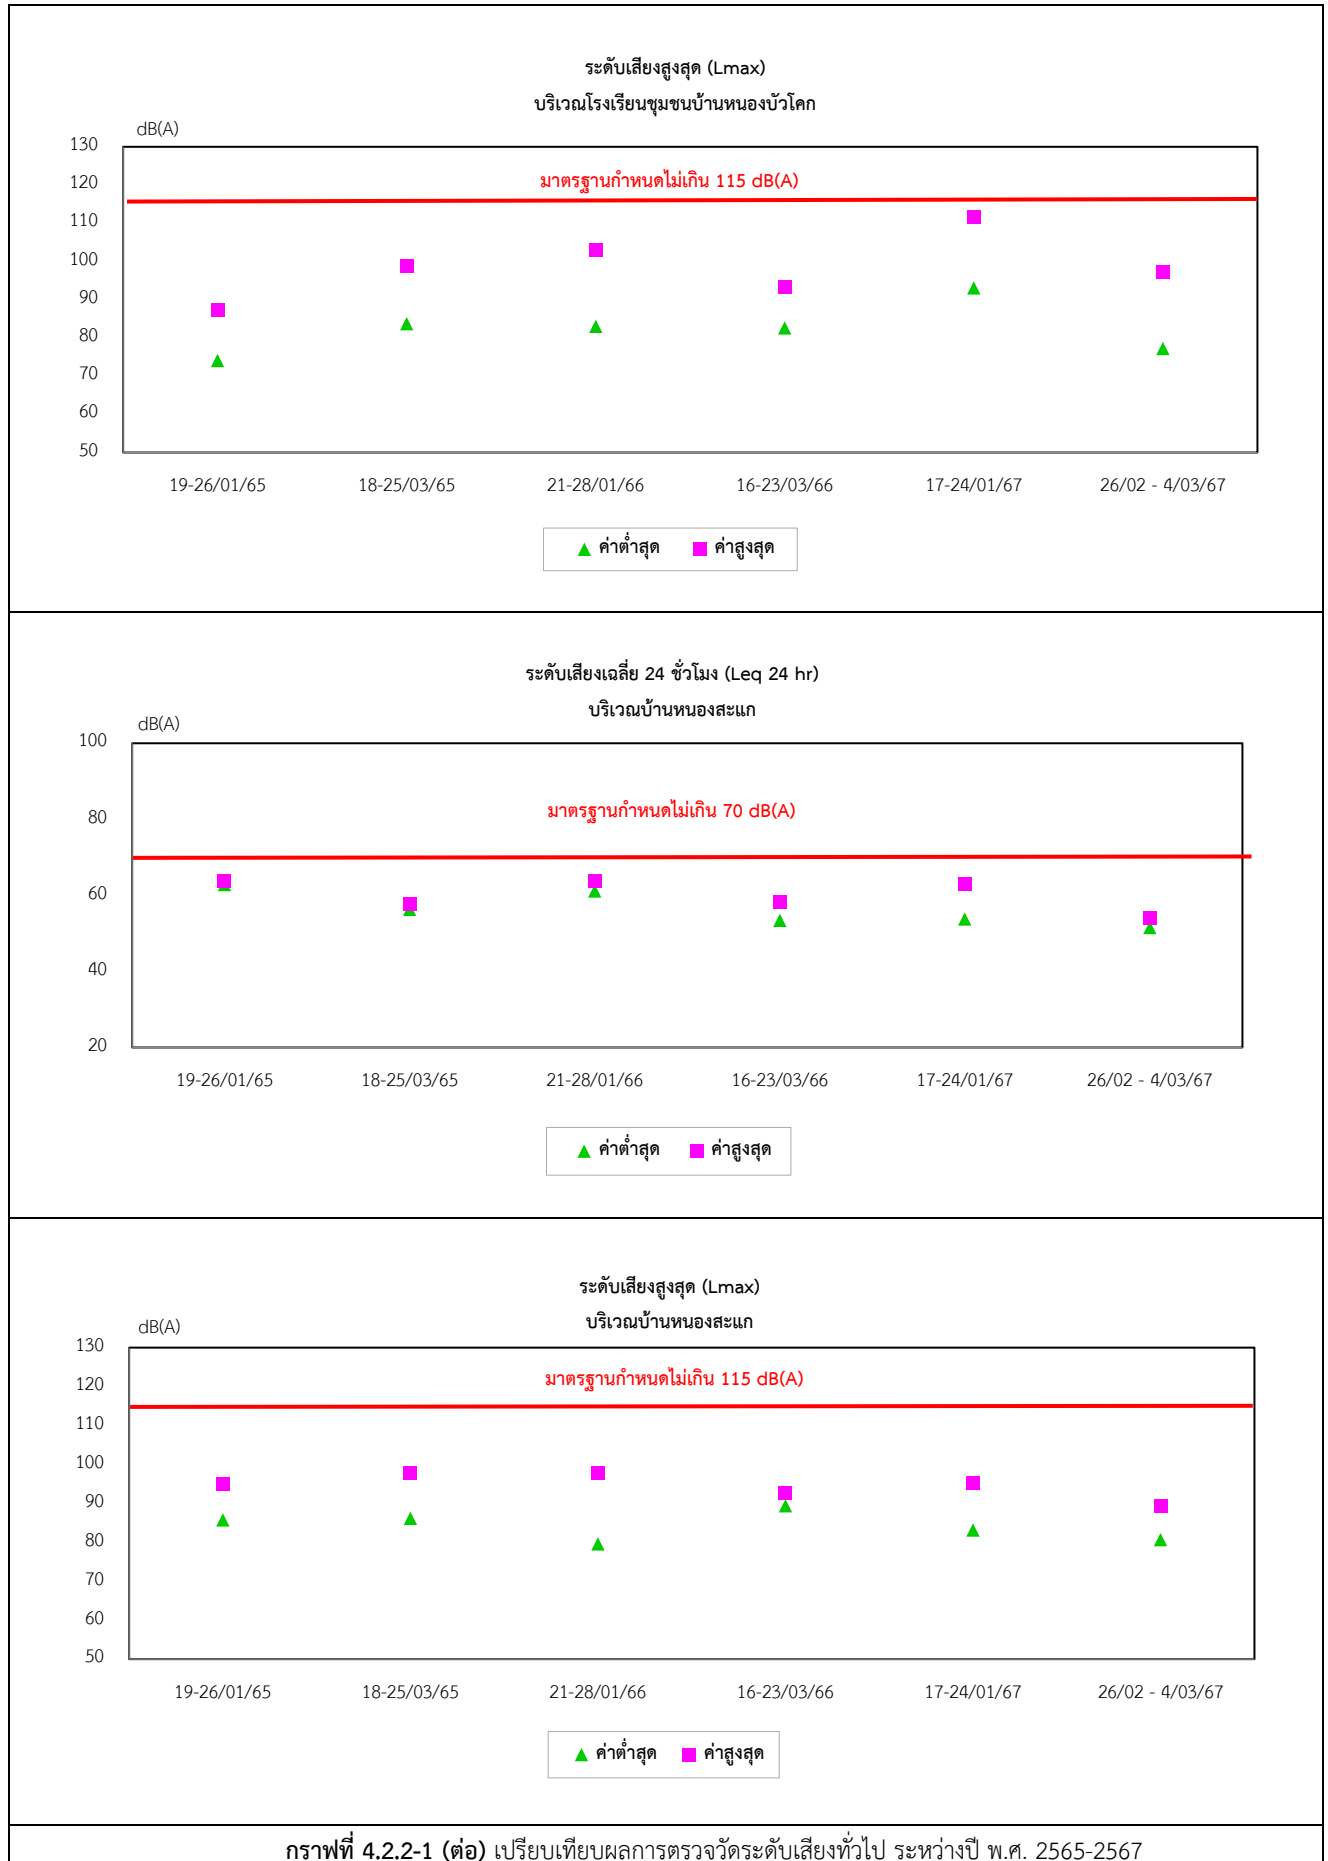 ระดับเสียงสูงสุด (Lmax)
บริเวณโรงเรียนชุมชนบ้านหนองบัวโคก
dB(A)
130
120
110
100
90
80
70
60
50
มาตรฐานกำหนดไม่เกิน 115 dB(A)
19-26/01/65 18-25/03/65 21-28/01/66 16-23/03/66 17-24/01/67 26/02 - 4/03/67
ค่าต่ำสุด ค่าสูงสุด
ระดับเสียงเฉลี่ย 24 ชั่วโมง (Leq 24 hr)
บริเวณบ้านหนองสะแก
dB(A)
100
80
60
40
20
มาตรฐานกำหนดไม่เกิน 70 dB(A)
19-26/01/65 18-25/03/65 21-28/01/66 16-23/03/66 17-24/01/67 26/02 - 4/03/67
ค่าต่ำสุด ค่าสูงสุด
ระดับเสียงสูงสุด (Lmax)
บริเวณบ้านหนองสะแก
dB(A)
130
120
110
100
90
80
70
60
50
มาตรฐานกำหนดไม่เกิน 115 dB(A)
19-26/01/65 18-25/03/65 21-28/01/66 16-23/03/66 17-24/01/67 26/02 - 4/03/67
ค่าต่ำสุด ค่าสูงสุด
กราฟที่ 4.2.2-1 (ต่อ) เปรียบเทียบผลการตรวจวัดระดับเสียงทั่วไป ระหว่างปี พ.ศ. 2565-2567